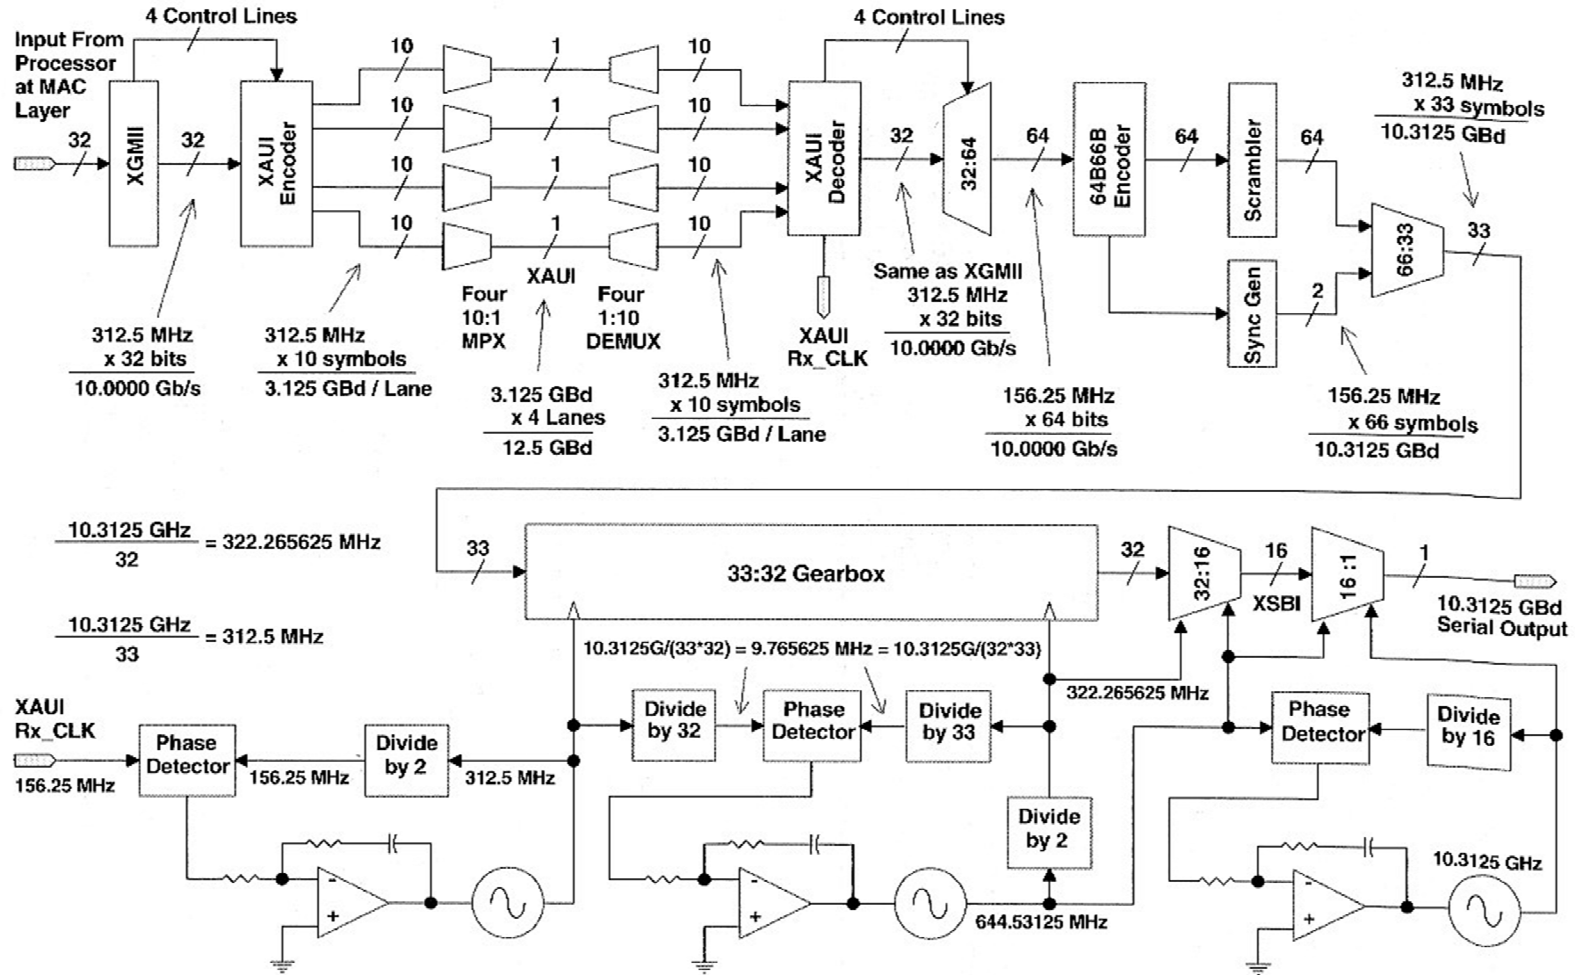 4 Control Lines
4 Control Lines
Input From
Processor
at MAC
Layer
32
XGMII
32
XAUI
Encoder
10
1
10
10
1
10
10
1
10
10
1
10
XAUI
Four
10:1
MPX
Four
1:10
DEMUX
XAUI
Decoder
XAUI
Rx_CLK
32
32:64
64
64B66B
Encoder
64
Scrambler
64
Sync Gen
2
66:33
33
312.5 MHz
x 33 symbols
10.3125 GBd
312.5 MHz
x 32 bits
10.0000 Gb/s
312.5 MHz
x 10 symbols
3.125 GBd / Lane
3.125 GBd
x 4 Lanes
12.5 GBd
312.5 MHz
x 10 symbols
3.125 GBd / Lane
Same as XGMII
312.5 MHz
x 32 bits
10.0000 Gb/s
156.25 MHz
x 64 bits
10.0000 Gb/s
156.25 MHz
x 66 symbols
10.3125 GBd
10.3125 GHz
32
= 322.265625 MHz
10.3125 GHz
33
= 312.5 MHz
33
33:32 Gearbox
32
32:16
16
XSBI
16 :1
1
10.3125 GBd
Serial Output
10.3125G/(33*32) = 9.765625 MHz = 10.3125G/(32*33)
322.265625 MHz
XAUI
Rx_CLK
156.25 MHz
Phase
Detector
156.25 MHz
Divide
by 2
312.5 MHz
Divide
by 32
Phase
Detector
Divide
by 33
Divide
by 2
644.53125 MHz
Phase
Detector
Divide
by 16
10.3125 GHz
-
+
-
+
-
+